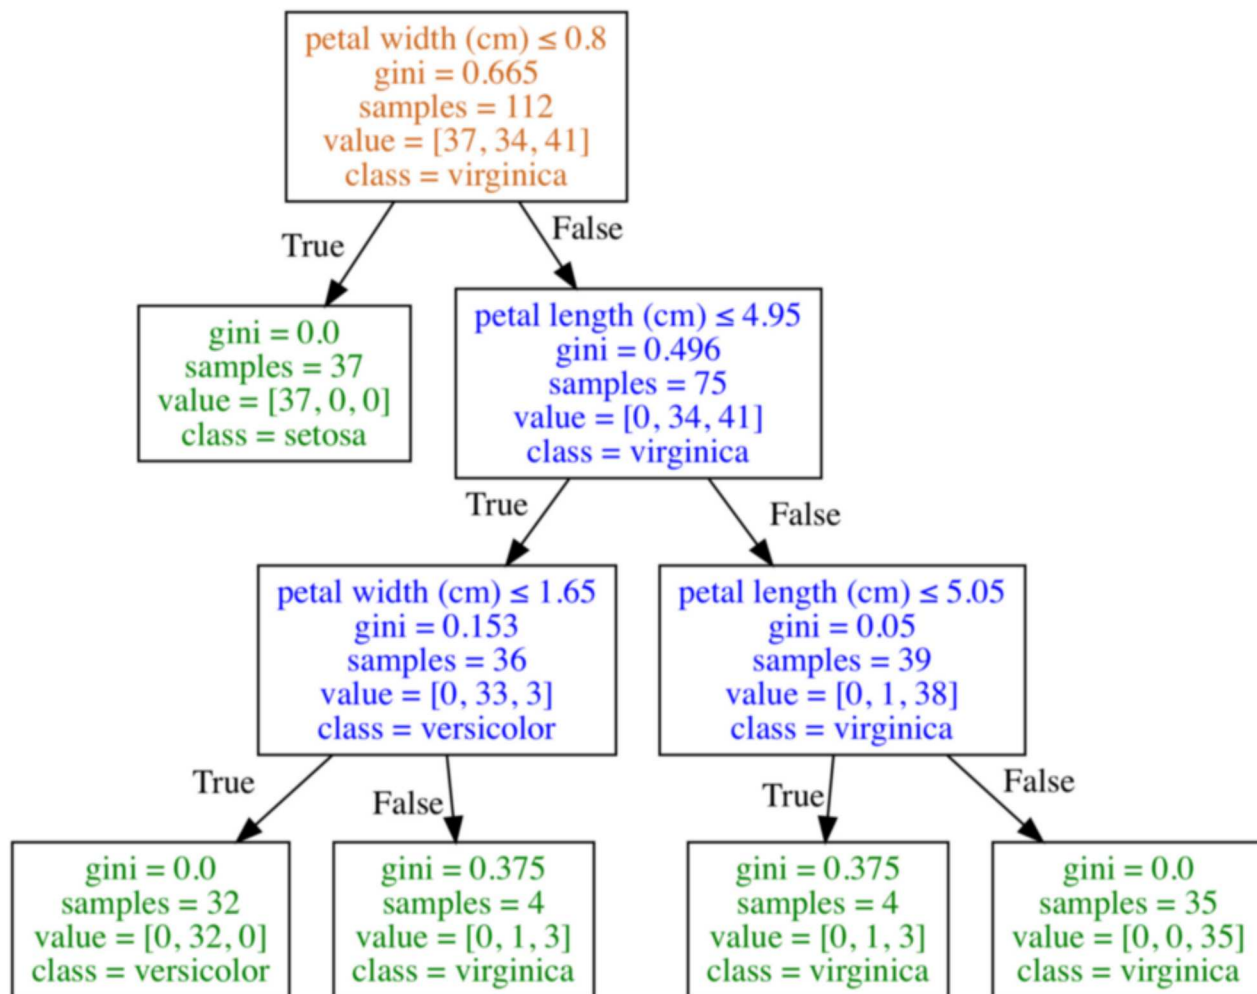 petal width (cm) ≤ 0.8
gini = 0.665
samples = 112
value = [37, 34, 41]
class = virginica
True
False
gini = 0.0
samples = 37
value = [37, 0, 0]
class = setosa
petal length (cm) ≤ 4.95
gini = 0.496
samples = 75
value = [0, 34, 41]
class = virginica
True
False
petal width (cm) ≤ 1.65
gini = 0.153
samples = 36
value = [0, 33, 3]
class = versicolor
petal length (cm) ≤ 5.05
gini = 0.05
samples = 39
value = [0, 1, 38]
class = virginica
True
False
True
False
gini = 0.0
samples = 32
value = [0, 32, 0]
class = versicolor
gini = 0.375
samples = 4
value = [0, 1, 3]
class = virginica
gini = 0.375
samples = 4
value = [0, 1, 3]
class = virginica
gini = 0.0
samples = 35
value = [0, 0, 35]
class = virginica